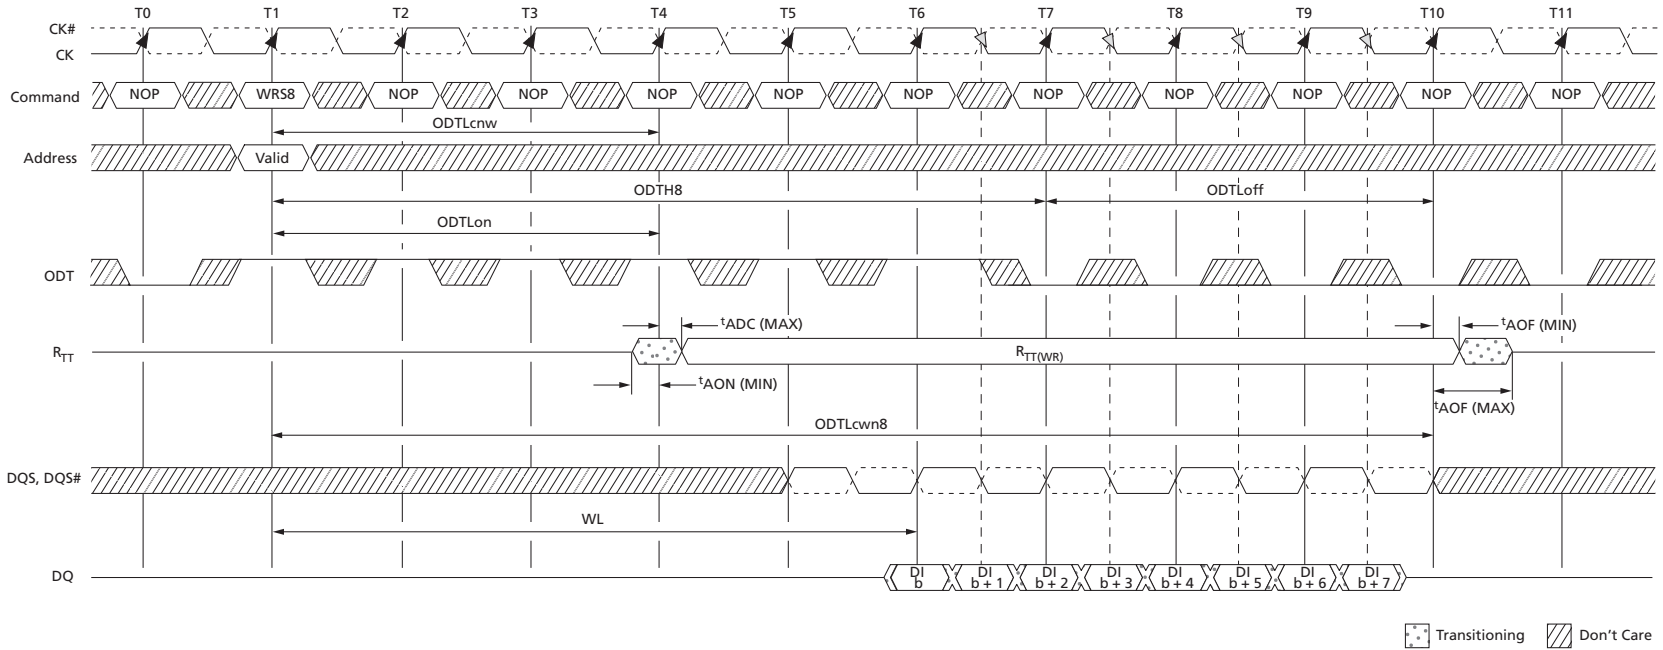 T0 T1 T2 T3 T4 T5 T6 T7 T8 T9 T10 T11
CK#
CK
Command NOP WRS8 NOP NOP NOP NOP NOP NOP NOP NOP NOP NOP
ODTLcnw
Address Valid
ODTH8 ODTLoff
ODTLon
ODT
tADC (MAX) tAOF (MIN)
RTT RTT(WR)
tAON (MIN)
tAOF (MAX)
ODTLcwn8
DQS, DQS#
WL
DQ DI b DI b + 1 DI b + 2 DI b + 3 DI b + 4 DI b + 5 DI b + 6 DI b + 7
Transitioning Don't Care